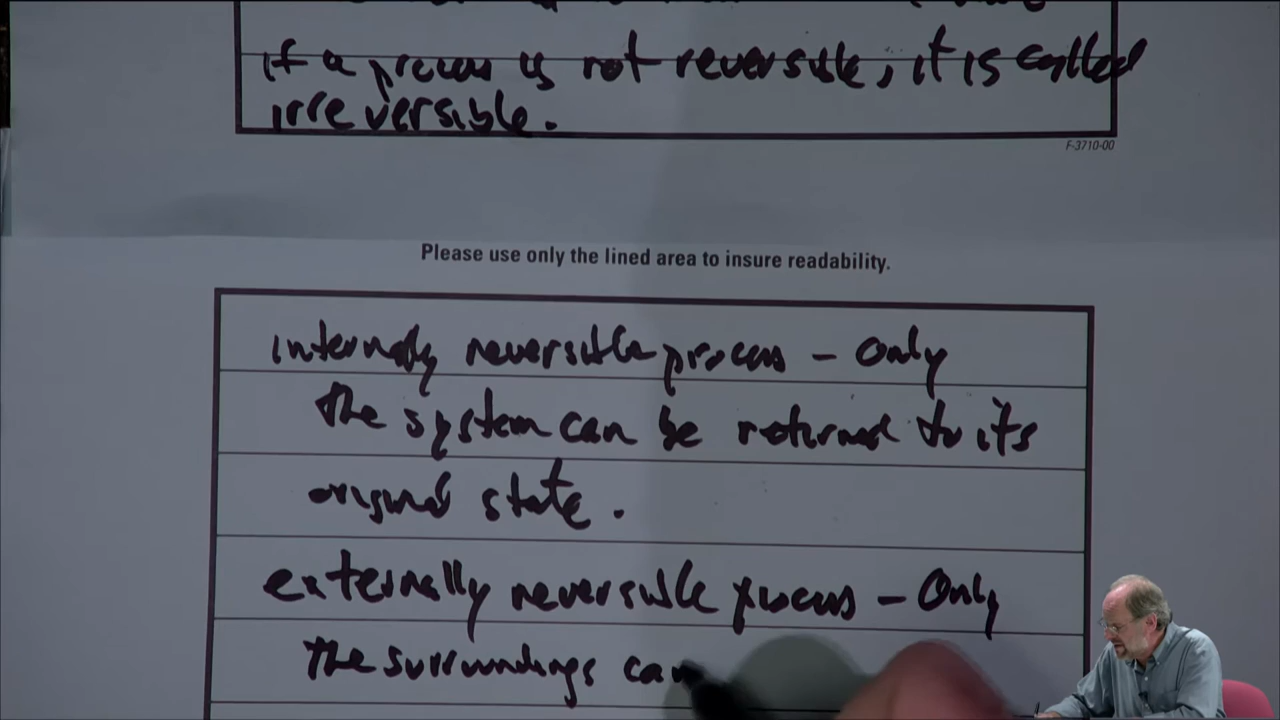 if a process is not reversible, it is called
irreversible.
F-3710-00
Please use only the lined area to insure readability.
internally reversible process – Only
the system can be returned to its
original state.
externally reversible process – Only
the surroundings can